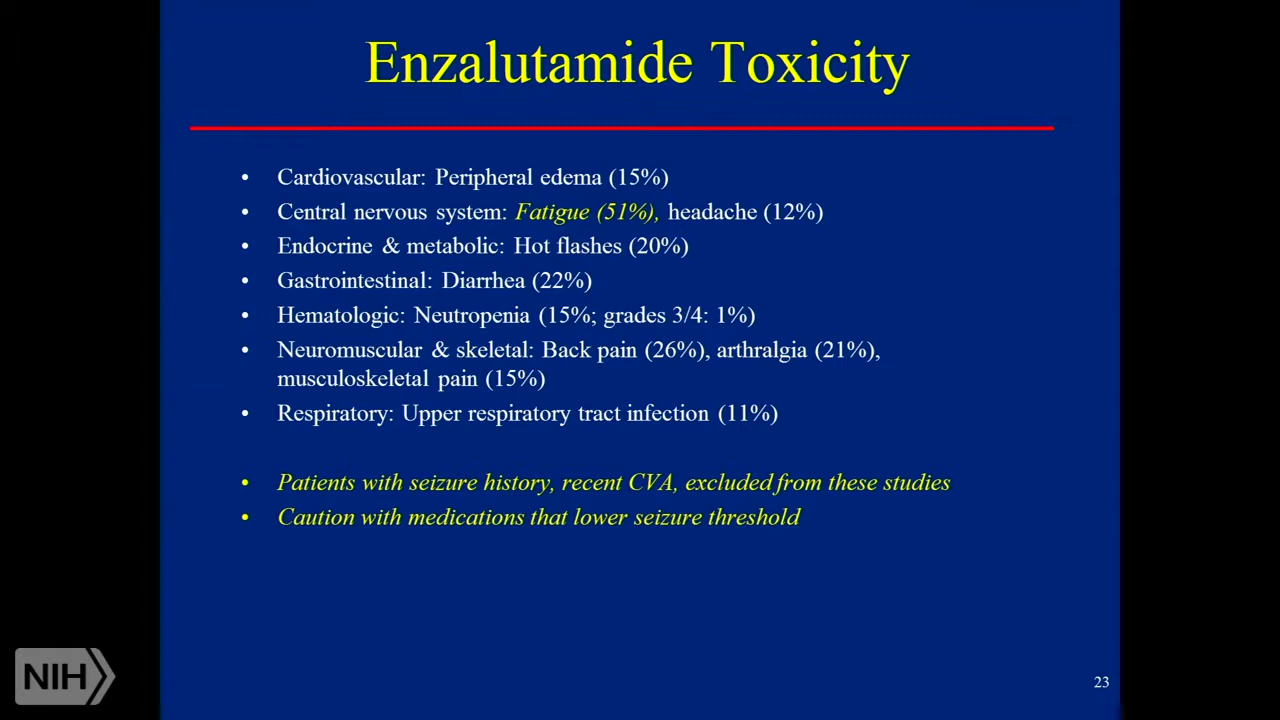 Enzalutamide Toxicity
• Cardiovascular: Peripheral edema (15%)
• Central nervous system: Fatigue (51%), headache (12%)
• Endocrine & metabolic: Hot flashes (20%)
• Gastrointestinal: Diarrhea (22%)
• Hematologic: Neutropenia (15%; grades 3/4: 1%)
• Neuromuscular & skeletal: Back pain (26%), arthralgia (21%),
musculoskeletal pain (15%)
• Respiratory: Upper respiratory tract infection (11%)
• Patients with seizure history, recent CVA, excluded from these studies
• Caution with medications that lower seizure threshold
NIH
23